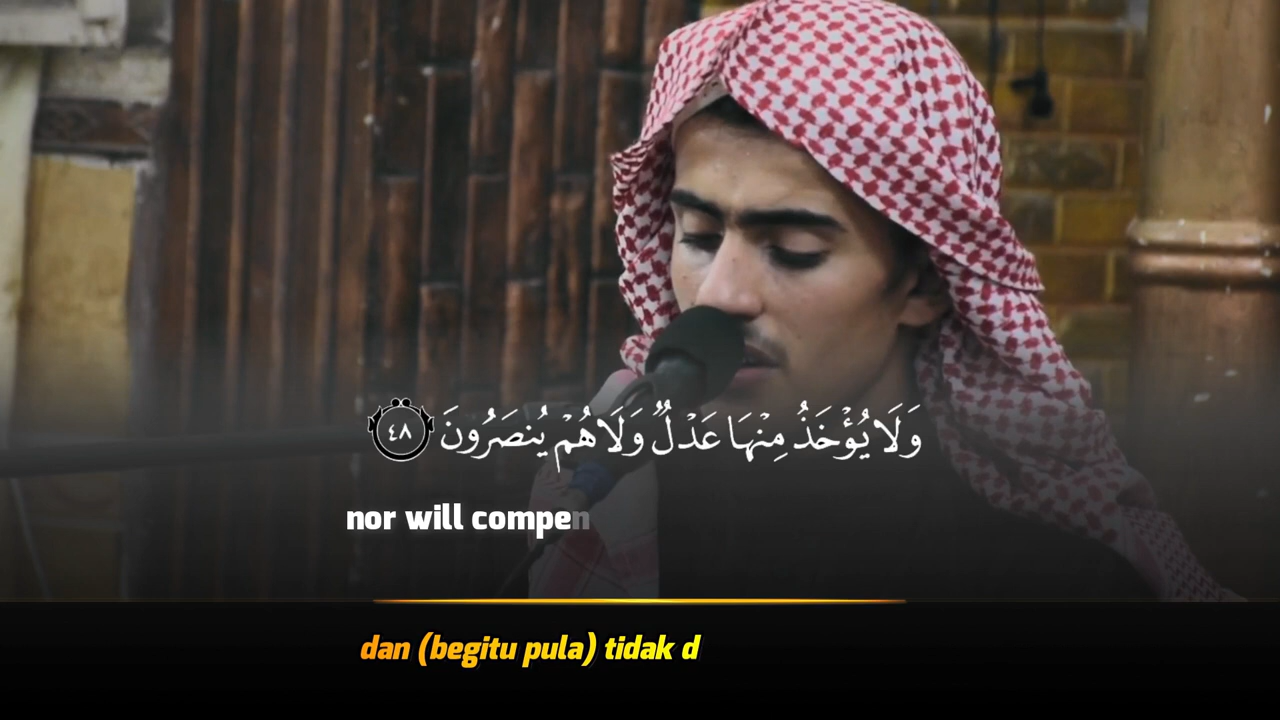 وَلَا يُؤْخَذُ مِنْهَا عَدْلٌ وَلَا هُمْ يُنصَرُونَ ٤٨
nor will compen
dan (begitu pula) tidak d